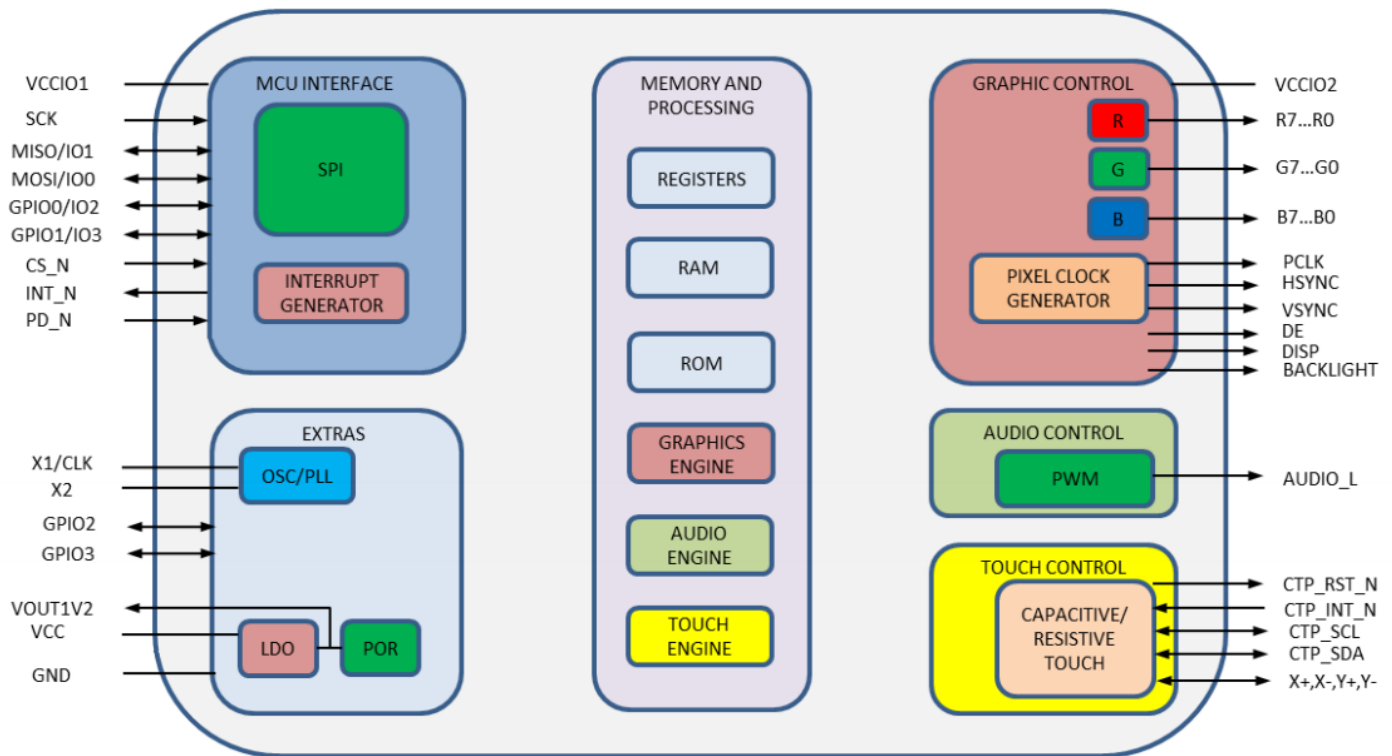 VCCIO1
SCK
MISO/IO1
MOSI/IO0
GPIO0/IO2
GPIO1/IO3
CS_N
INT_N
PD_N
MCU INTERFACE
SPI
INTERRUPT
GENERATOR
X1/CLK
X2
GPIO2
GPIO3
VOUT1V2
VCC
GND
EXTRAS
OSC/PLL
LDO
POR
MEMORY AND
PROCESSING
REGISTERS
RAM
ROM
GRAPHICS
ENGINE
AUDIO
ENGINE
TOUCH
ENGINE
GRAPHIC CONTROL
R
G
B
PIXEL CLOCK
GENERATOR
VCCIO2
R7...R0
G7...G0
B7...B0
PCLK
HSYNC
VSYNC
DE
DISP
BACKLIGHT
AUDIO CONTROL
PWM
AUDIO_L
TOUCH CONTROL
CAPACITIVE/
RESISTIVE
TOUCH
CTP_RST_N
CTP_INT_N
CTP_SCL
CTP_SDA
X+,X-,Y+,Y-